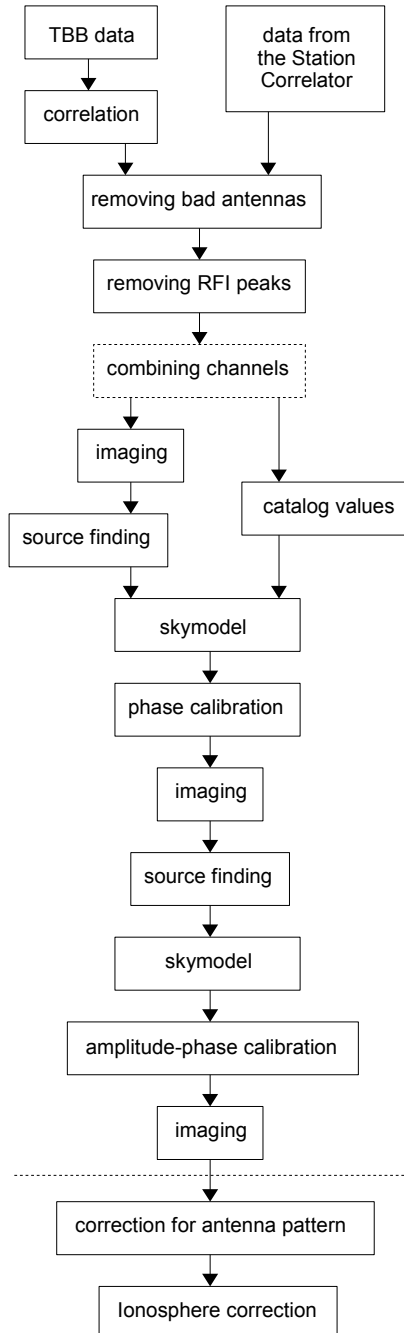 TBB data
data from
the Station
Correlator
correlation
removing bad antennas
removing RFI peaks
combining channels
imaging
catalog values
source finding
skymodel
phase calibration
imaging
source finding
skymodel
amplitude-phase calibration
imaging
correction for antenna pattern
Ionosphere correction